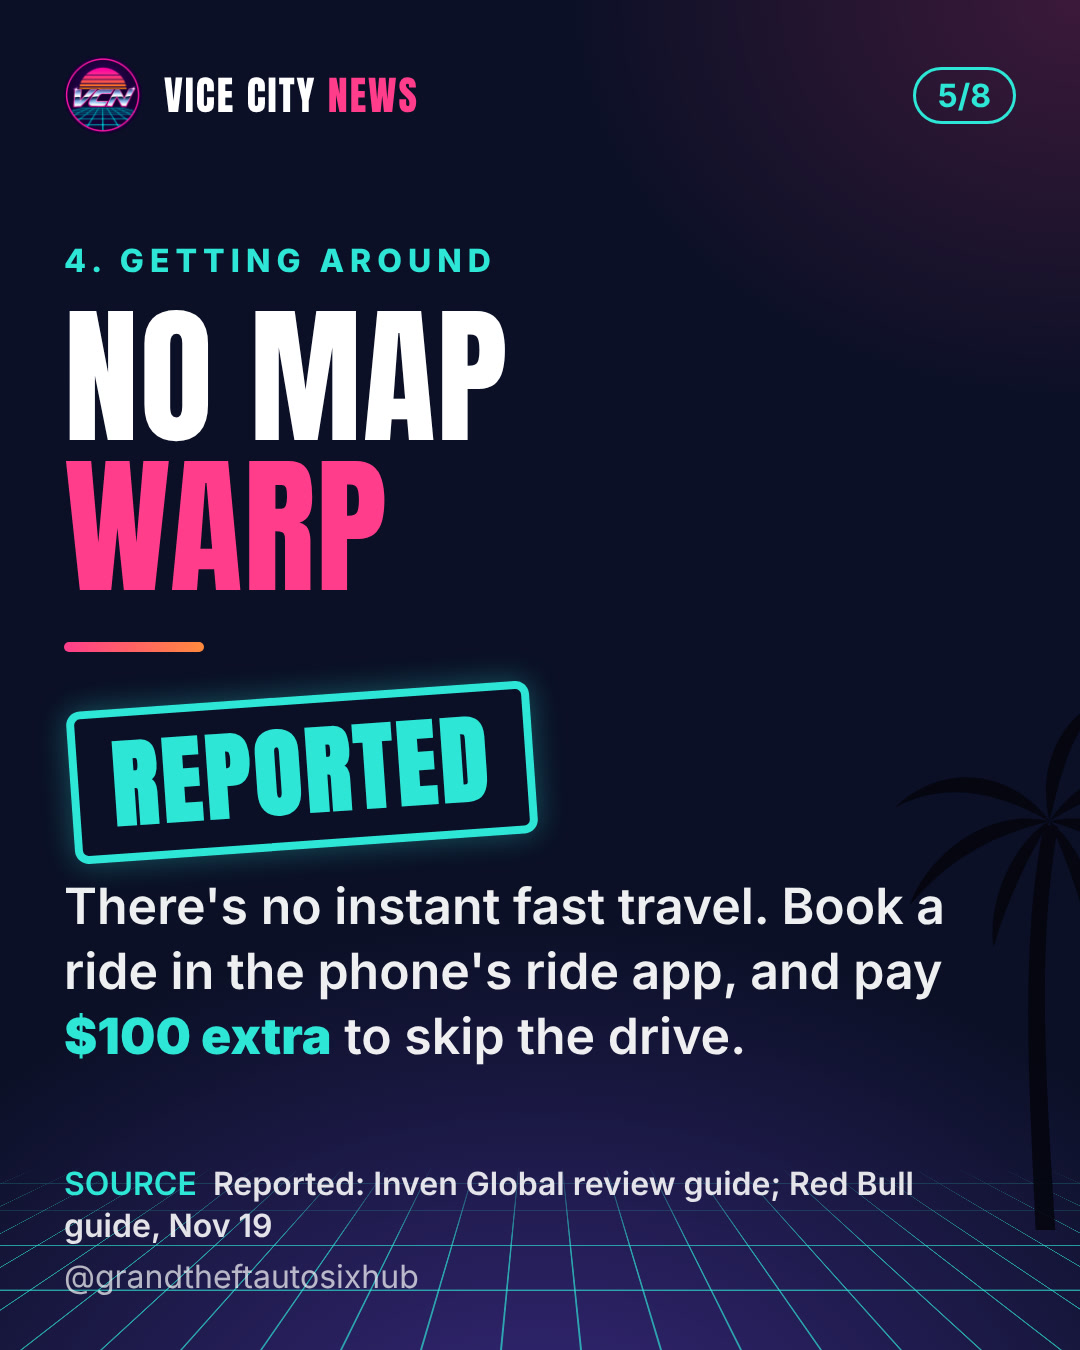 VCN
VICE CITY NEWS
5/8
4. GETTING AROUND
NO MAP
WARP
REPORTED
There's no instant fast travel. Book a
ride in the phone's ride app, and pay
$100 extra to skip the drive.
SOURCE Reported: Inven Global review guide; Red Bull
guide, Nov 19
@grandtheftautosixhub